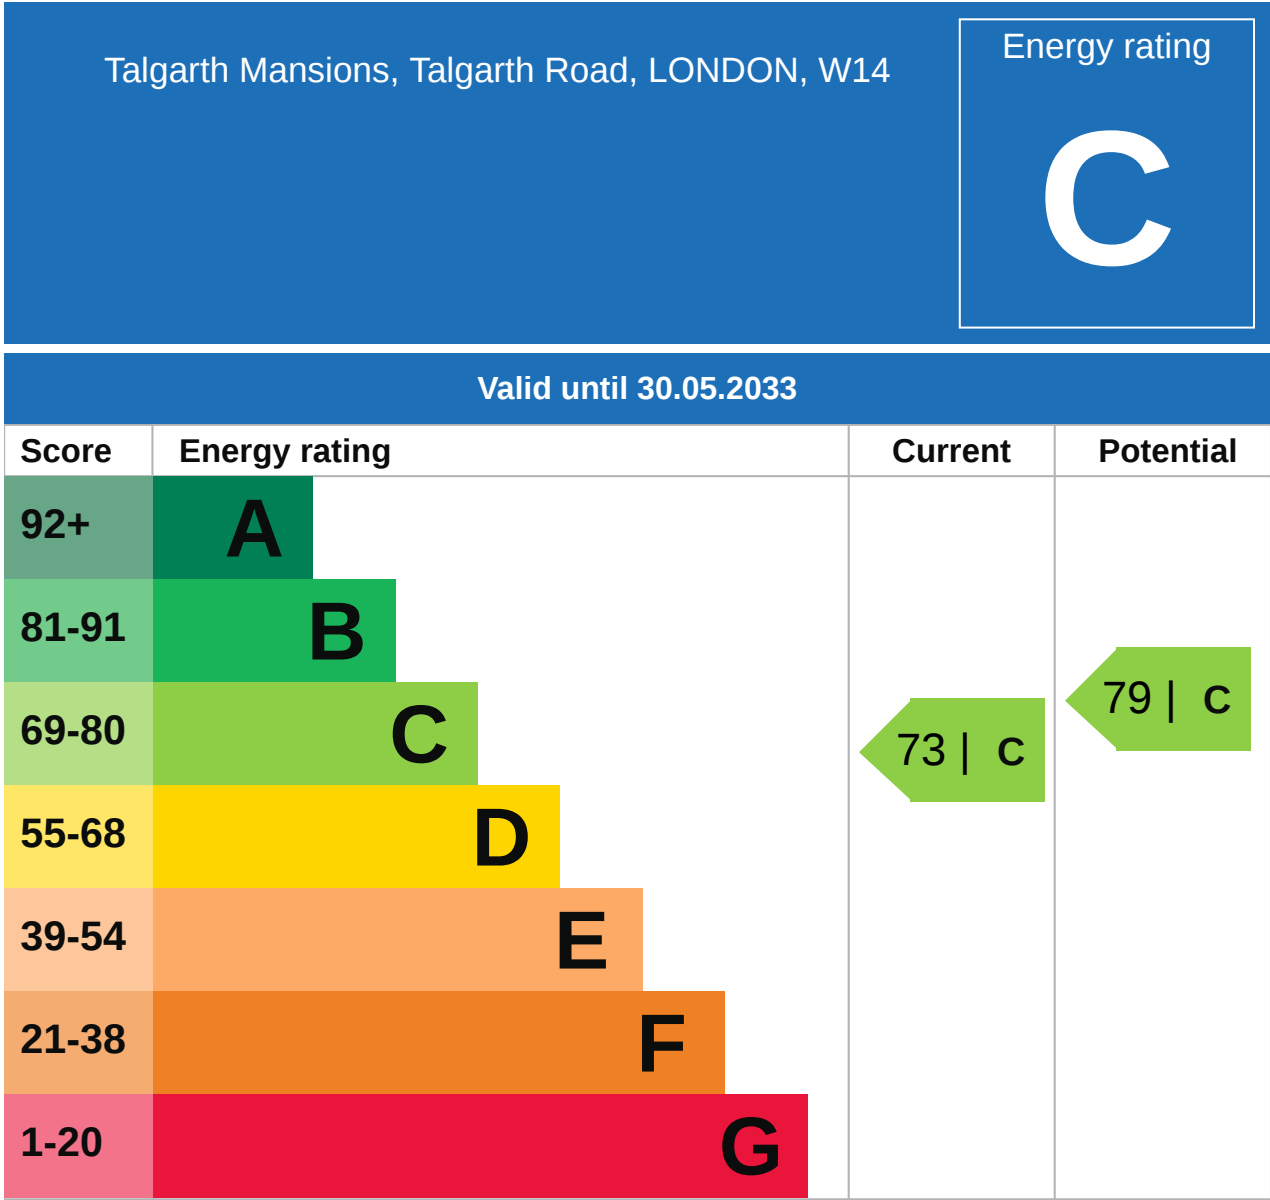 Talgarth Mansions, Talgarth Road, LONDON, W14
Energy rating
C
Valid until 30.05.2033
Score Energy rating Current Potential
92+ A
81-91 B
69-80 C
73 | C
79 | C
55-68 D
39-54 E
21-38 F
1-20 G